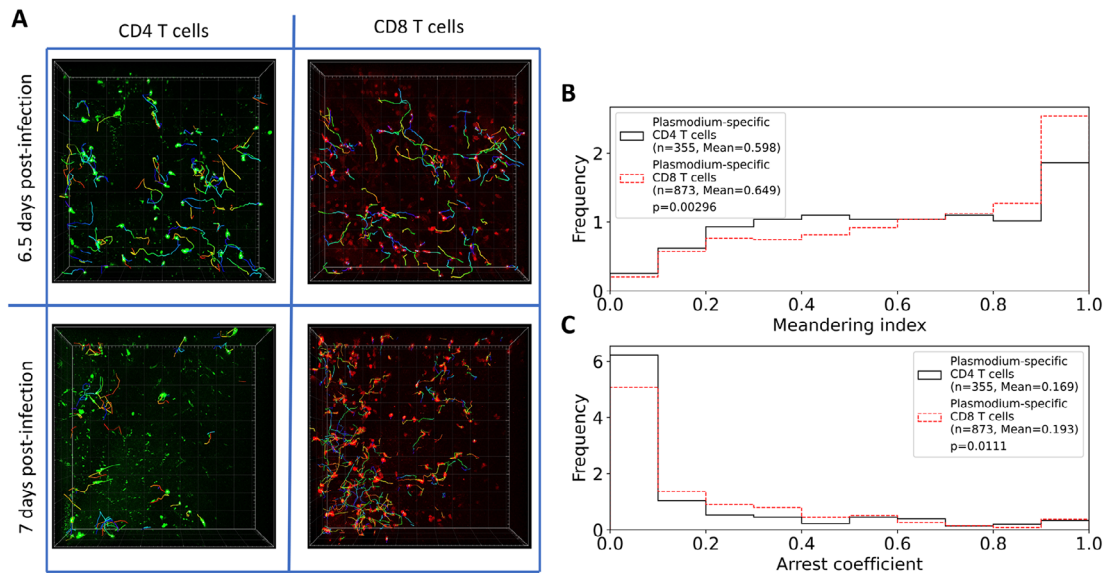 A
CD4 T cells
CD8 T cells
6.5 days post-infection
7 days post-infection
B
Plasmodium-specific
CD4 T cells
(n=355, Mean=0.598)
Plasmodium-specific
CD8 T cells
(n=873, Mean=0.649)
p=0.00296
Frequency
2
1
0
0.0 0.2 0.4 0.6 0.8 1.0
Meandering index
C
Plasmodium-specific
CD4 T cells
(n=355, Mean=0.169)
Plasmodium-specific
CD8 T cells
(n=873, Mean=0.193)
p=0.0111
Frequency
6
4
2
0
0.0 0.2 0.4 0.6 0.8 1.0
Arrest coefficient